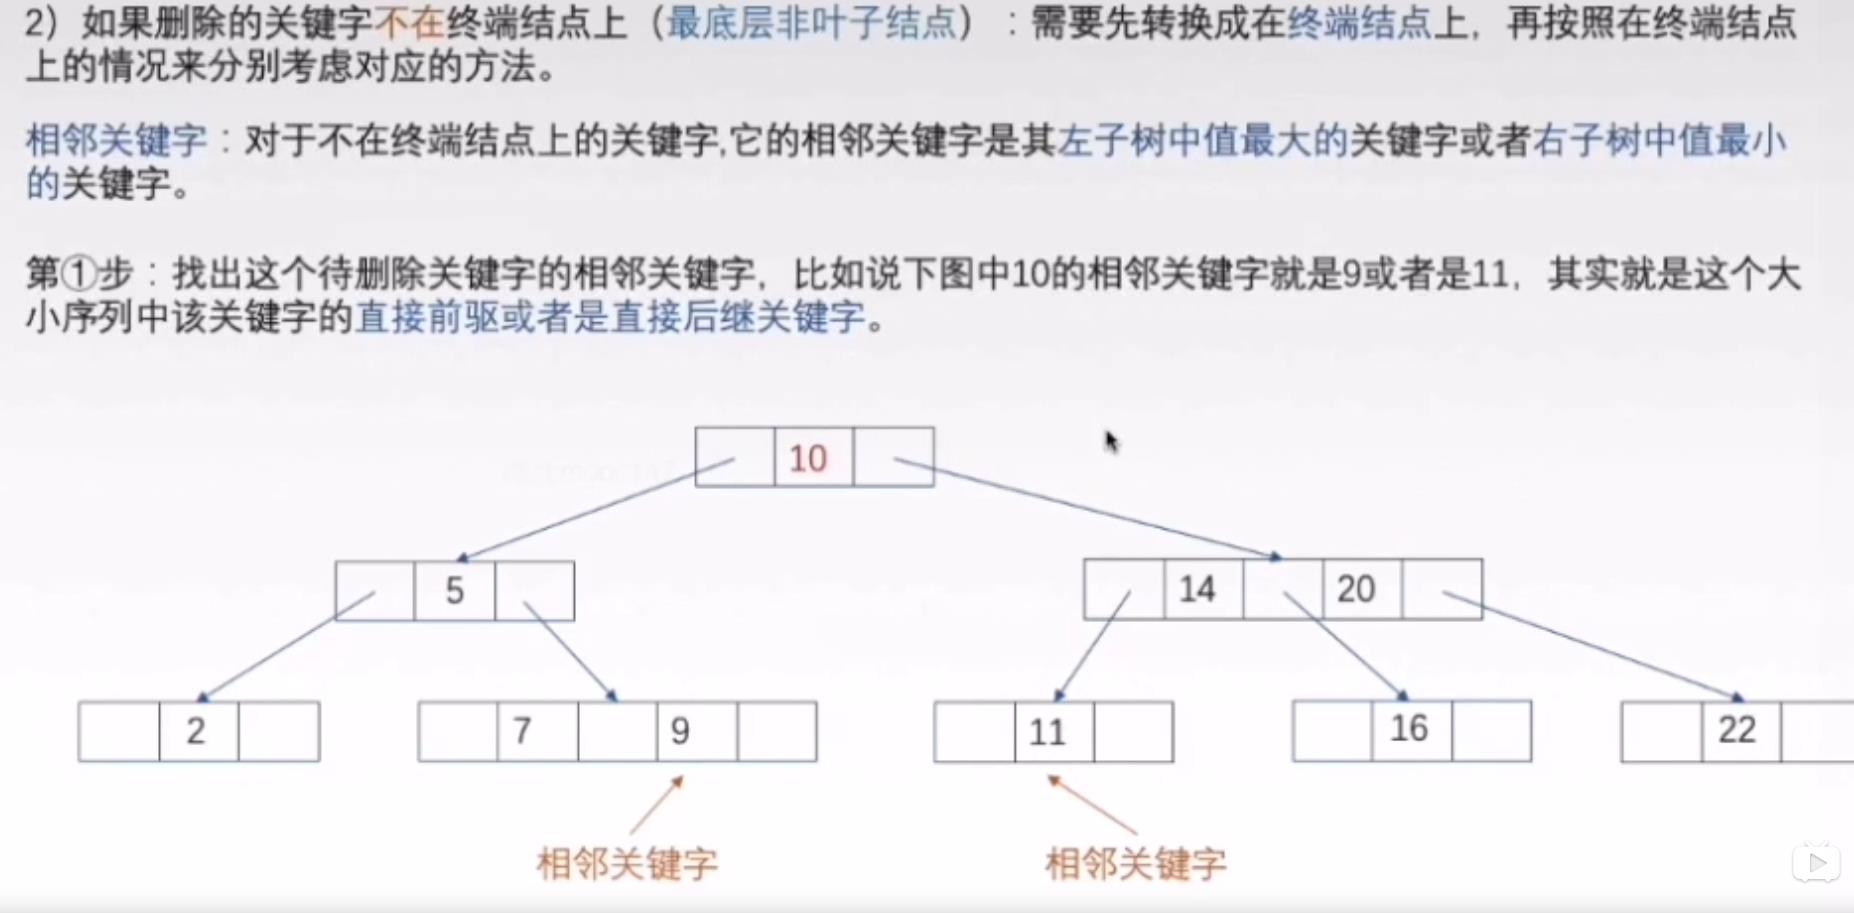 2）如果删除的关键字不在终端结点上（最底层非叶子结点）：需要先转换成在终端结点上，再按照在终端结点
上的情况来分别考虑对应的方法。
相邻关键字：对于不在终端结点上的关键字,它的相邻关键字是其左子树中值最大的关键字或者右子树中值最小
的关键字。
第①步：找出这个待删除关键字的相邻关键字，比如说下图中10的相邻关键字就是9或者是11，其实就是这个大
小序列中该关键字的直接前驱或者是直接后继关键字。
10
5 14 20
2 7 9 11 16 22
相邻关键字 相邻关键字